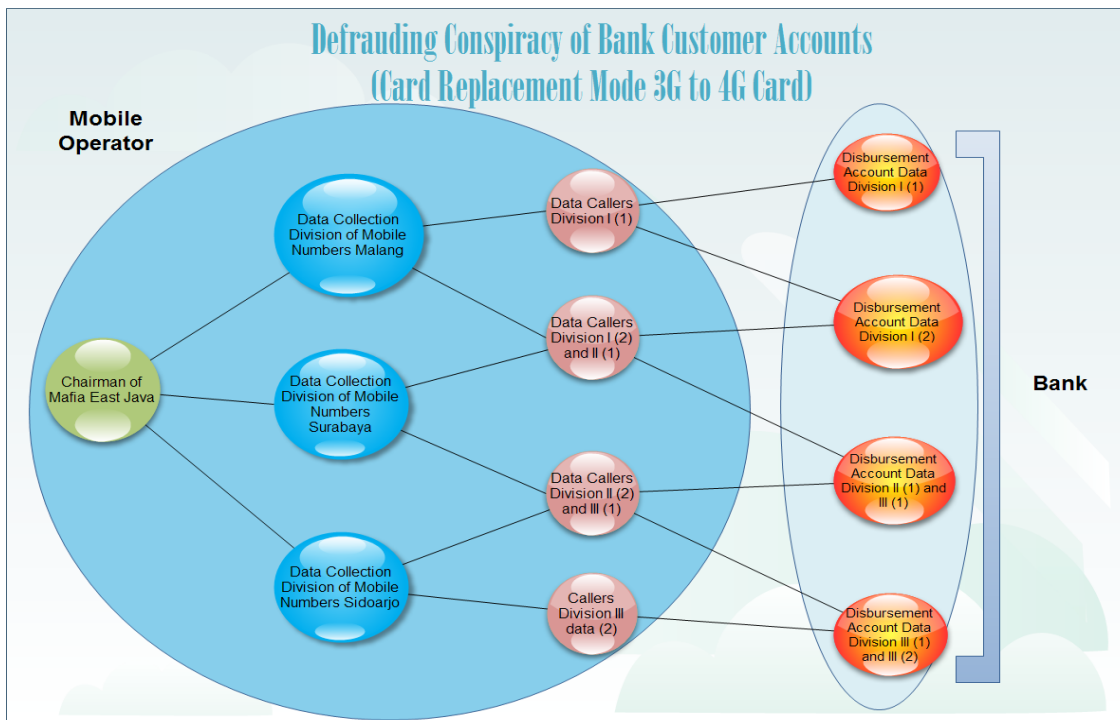 Defrauding Conspiracy of Bank Customer Accounts
(Card Replacement Mode 3G to 4G Card)
Mobile
Operator
Chairman of
Mafia East Java
Data Collection
Division of Mobile
Numbers Malang
Data Collection
Division of Mobile
Numbers
Surabaya
Data Collection
Division of Mobile
Numbers Sidoarjo
Data Callers
Division I (1)
Data Callers
Division I (2)
and II (1)
Data Callers
Division II (2)
and III (1)
Callers
Division III
data (2)
Disbursement
Account Data
Division I (1)
Disbursement
Account Data
Division I (2)
Disbursement
Account Data
Division II (1) and
III (1)
Disbursement
Account Data
Division III (1)
and III (2)
Bank